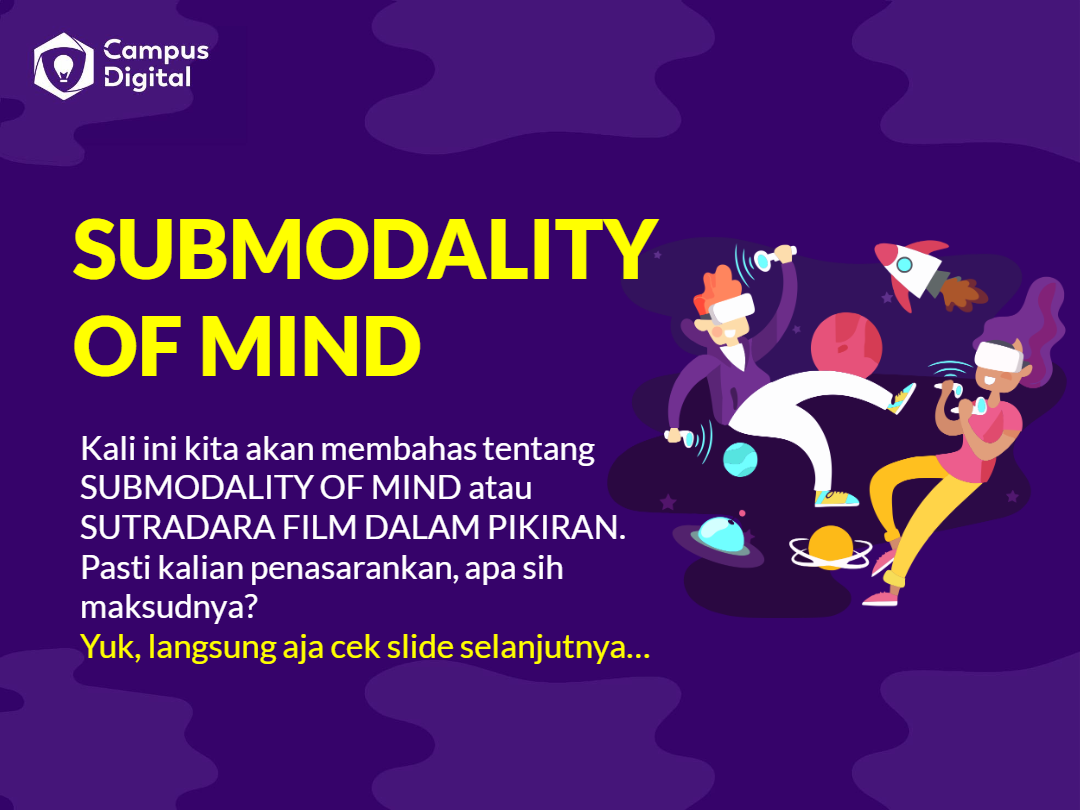 Campus
Digital
SUBMODALITY
OF MIND
Kali ini kita akan membahas tentang
SUBMODALITY OF MIND atau
SUTRADARA FILM DALAM PIKIRAN.
Pasti kalian penasarankan, apa sih
maksudnya?
Yuk, langsung aja cek slide selanjutnya...